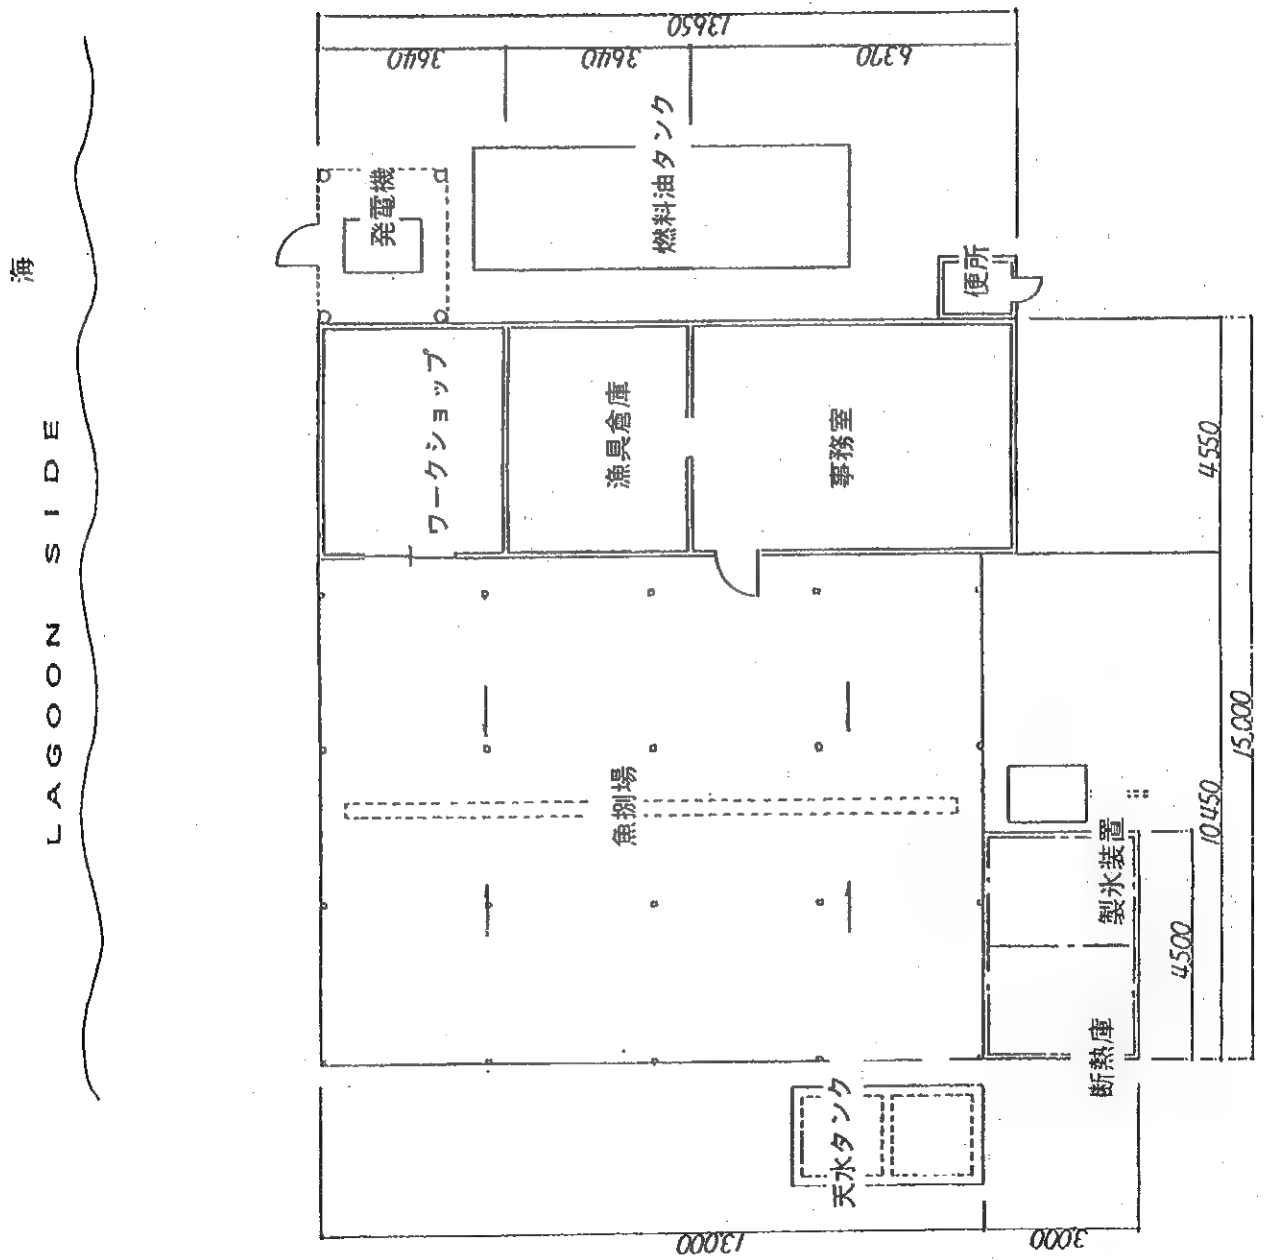 海
LAGOON SIDE
発電機
3640
ワークショップ
3640
魚捌場
漁具倉庫
燃料油タンク
13650
13000
天水タンク
事務室
6370
便所
3000
断熱庫
製氷装置
4500
10450
4550
15,000